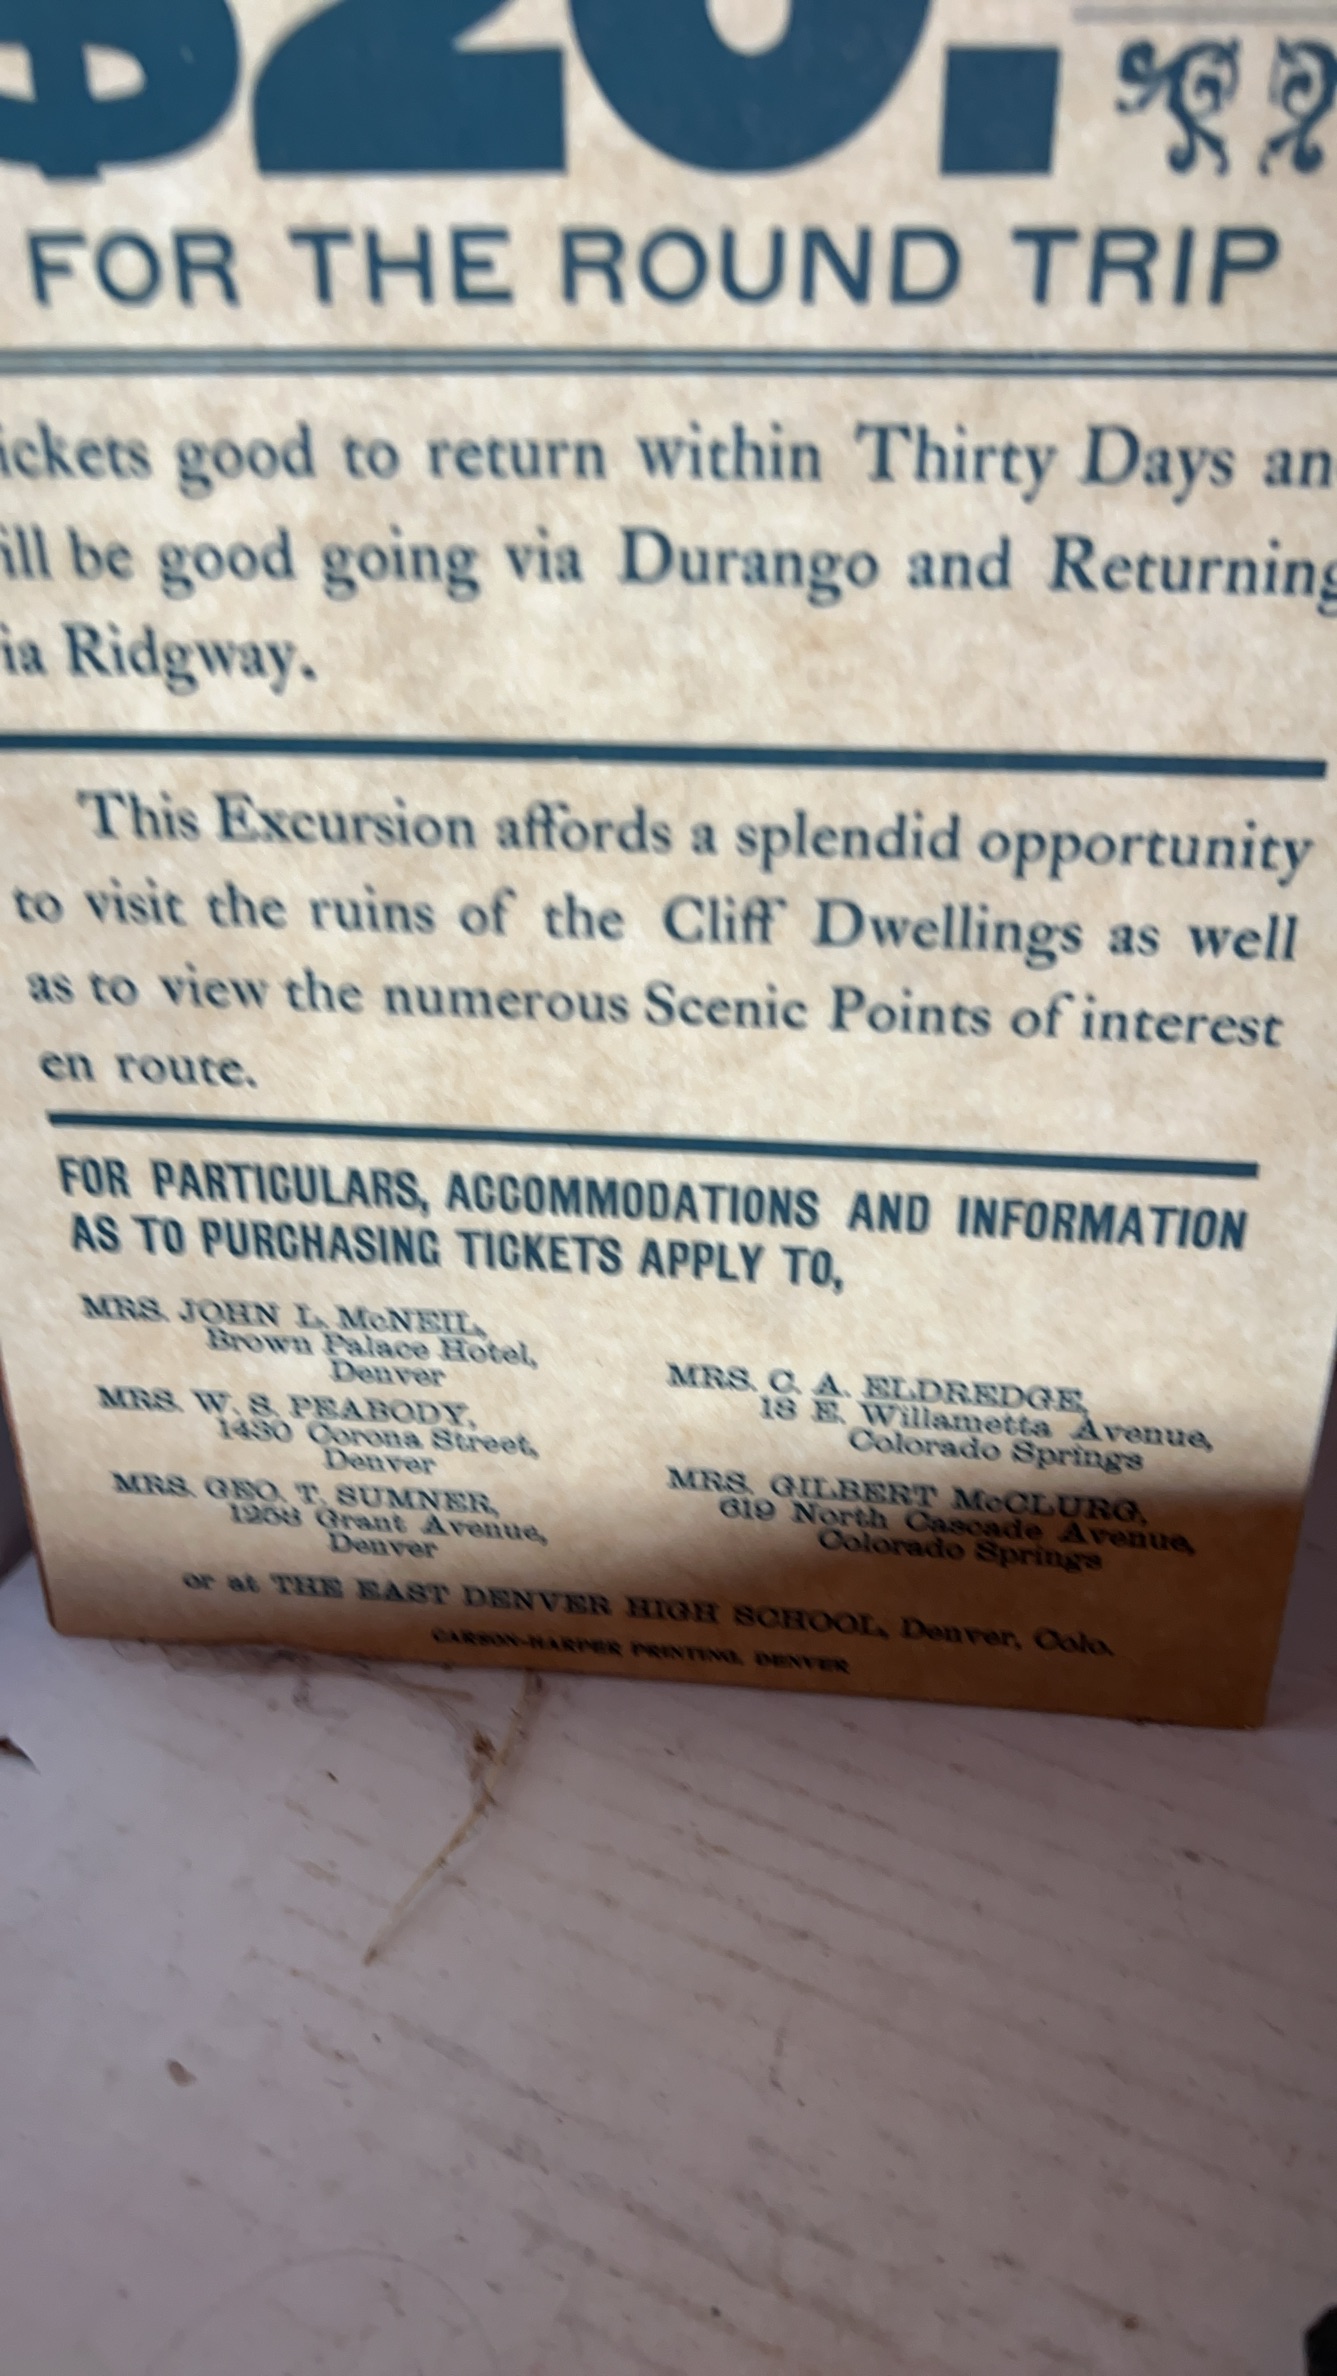 $20.
FOR THE ROUND TRIP
ickets good to return within Thirty Days an
ill be good going via Durango and Returning
ia Ridgway.
This Excursion affords a splendid opportunity
to visit the ruins of the Cliff Dwellings as well
as to view the numerous Scenic Points of interest
en route.
FOR PARTICULARS, ACCOMMODATIONS AND INFORMATION
AS TO PURCHASING TICKETS APPLY TO,
MRS. JOHN L. McNEIL,
Brown Palace Hotel,
Denver
MRS. W. S. PEABODY,
1430 Corona Street,
Denver
MRS. GEO. T. SUMNER,
1258 Grant Avenue,
Denver
MRS. C. A. ELDREDGE,
18 E. Willametta Avenue,
Colorado Springs
MRS. GILBERT McCLURG,
619 North Cascade Avenue,
Colorado Springs
or at THE EAST DENVER HIGH SCHOOL, Denver, Colo.
CARSON-HARPER PRINTING, DENVER